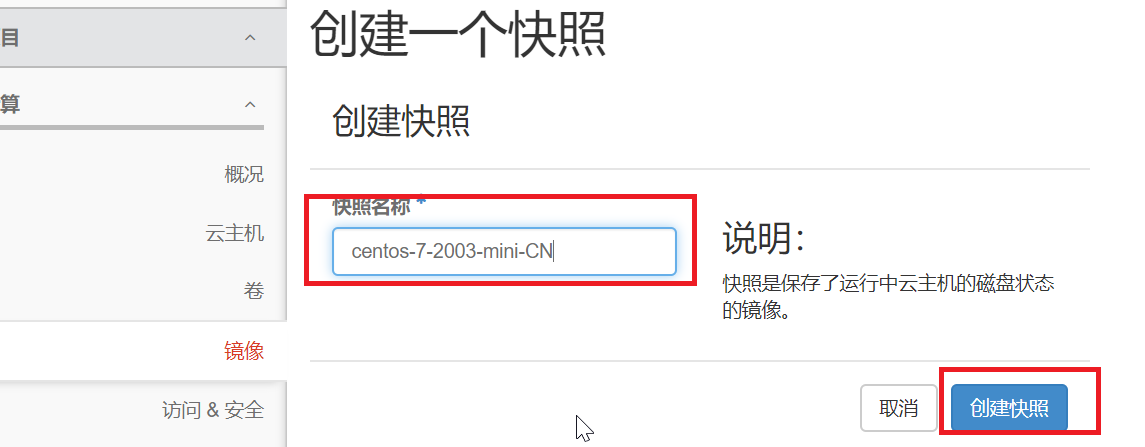 目
算
概况
云主机
卷
镜像
访问 & 安全
创建一个快照
创建快照
快照名称 *
centos-7-2003-mini-CN
说明：
快照是保存了运行中云主机的磁盘状态
的镜像。
取消
创建快照